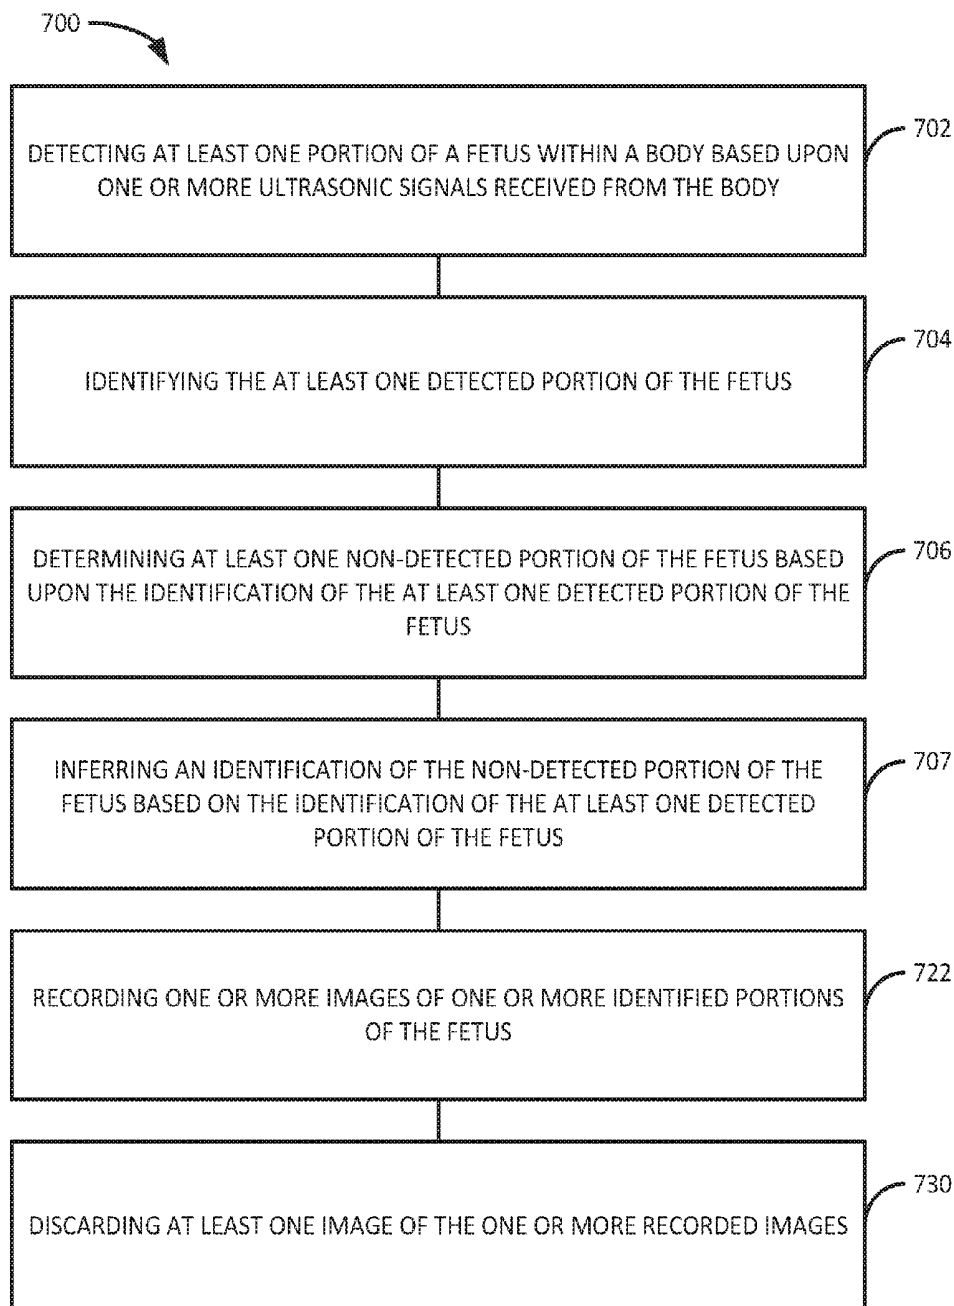 700
DETECTING AT LEAST ONE PORTION OF A FETUS WITHIN A BODY BASED UPON
ONE OR MORE ULTRASONIC SIGNALS RECEIVED FROM THE BODY
702
IDENTIFYING THE AT LEAST ONE DETECTED PORTION OF THE FETUS
704
DETERMINING AT LEAST ONE NON-DETECTED PORTION OF THE FETUS BASED
UPON THE IDENTIFICATION OF THE AT LEAST ONE DETECTED PORTION OF THE
FETUS
706
INFERRING AN IDENTIFICATION OF THE NON-DETECTED PORTION OF THE
FETUS BASED ON THE IDENTIFICATION OF THE AT LEAST ONE DETECTED
PORTION OF THE FETUS
707
RECORDING ONE OR MORE IMAGES OF ONE OR MORE IDENTIFIED PORTIONS
OF THE FETUS
722
DISCARDING AT LEAST ONE IMAGE OF THE ONE OR MORE RECORDED IMAGES
730